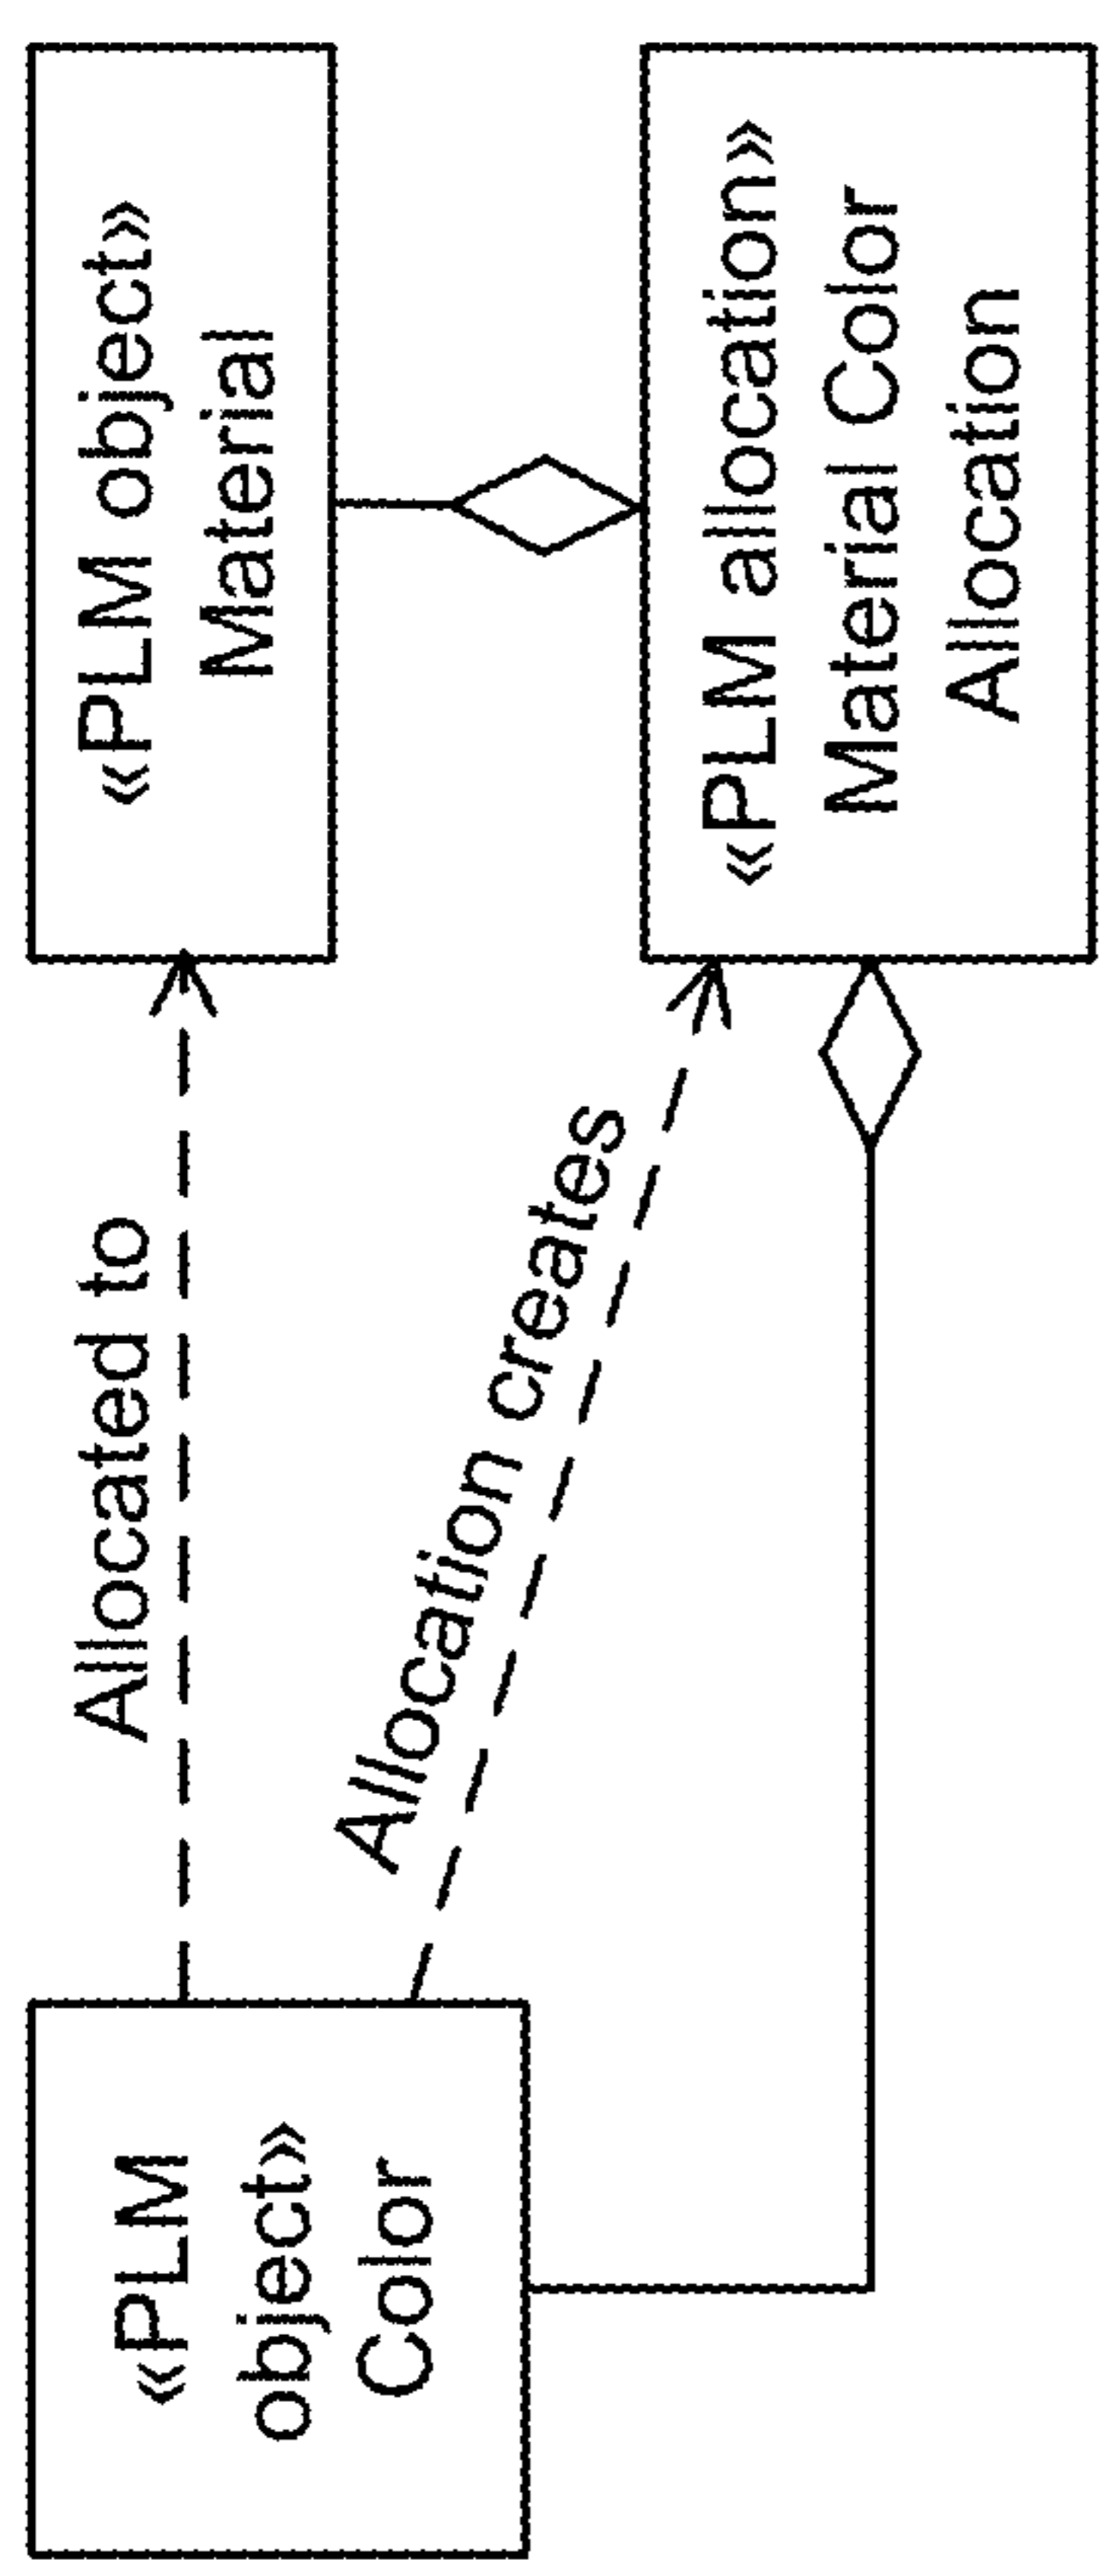 «PLM
object»
Color
Allocated to
Allocation creates
«PLM object»
Material
«PLM allocation»
Material Color
Allocation